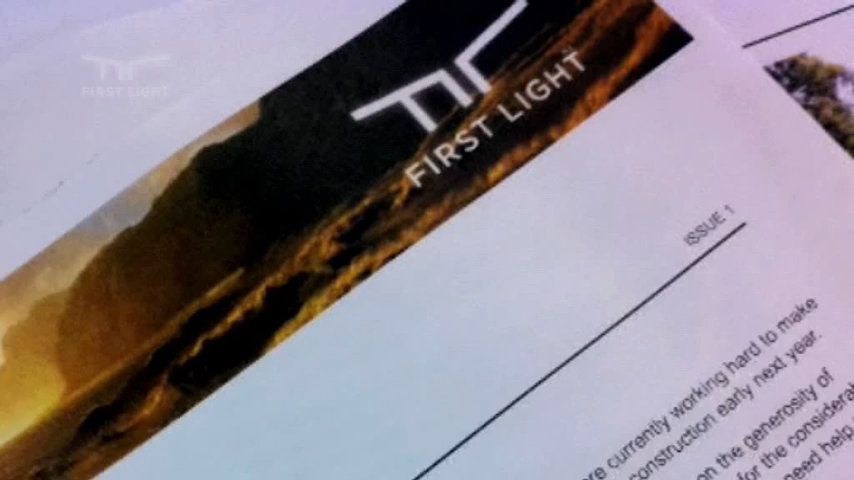 FIRST LIGHT
FIRST LIGHT
ISSUE 1
re currently working hard to make
construction early next year.
on the generosity of
for the considera
need help